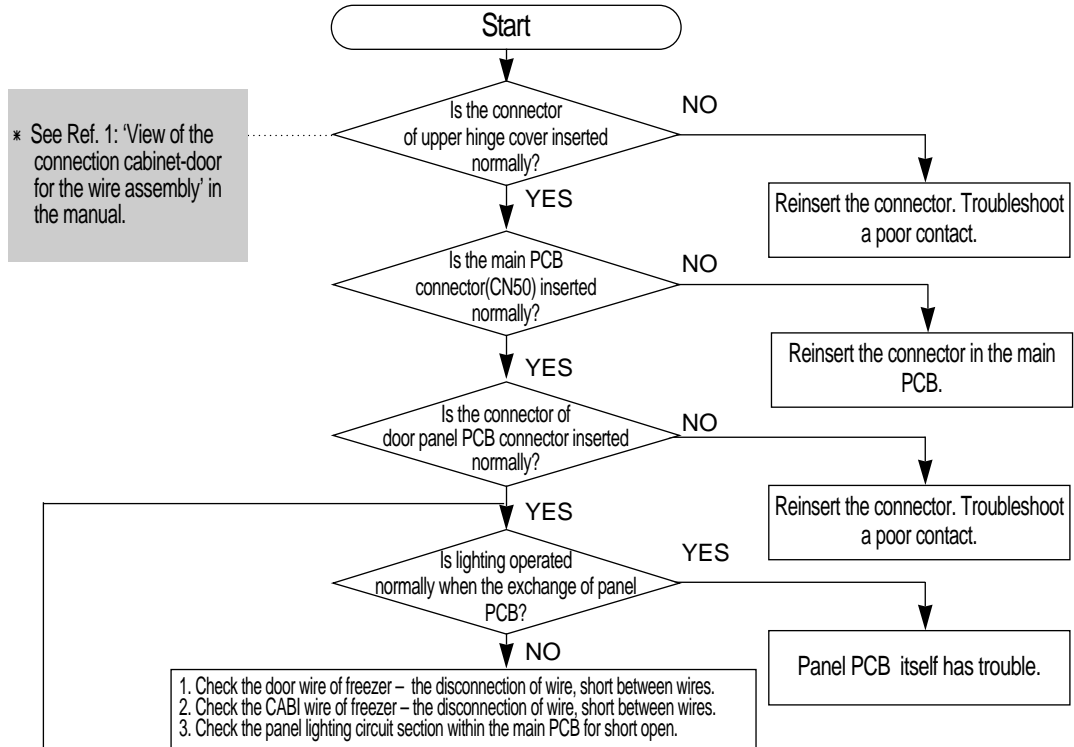 Start
* See Ref. 1: 'View of the
connection cabinet-door
for the wire assembly' in
the manual.
Is the connector
of upper hinge cover inserted
normally?
NO
YES
Reinsert the connector. Troubleshoot
a poor contact.
Is the main PCB
connector(CN50) inserted
normally?
NO
YES
Reinsert the connector in the main
PCB.
Is the connector of
door panel PCB connector inserted
normally?
NO
YES
Reinsert the connector. Troubleshoot
a poor contact.
Is lighting operated
normally when the exchange of panel
PCB?
YES
NO
Panel PCB itself has trouble.
1. Check the door wire of freezer – the disconnection of wire, short between wires.
2. Check the CABI wire of freezer – the disconnection of wire, short between wires.
3. Check the panel lighting circuit section within the main PCB for short open.